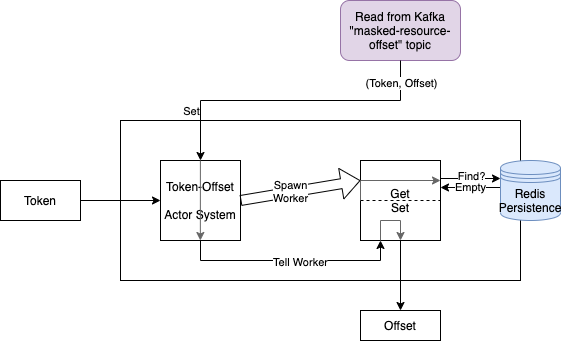 Read from Kafka
"masked-resource-
offset" topic
(Token, Offset)
Set
Token
Token-Offset
Actor System
Spawn
Worker
Get
Set
Find?
Empty
Redis
Persistence
Tell Worker
Offset